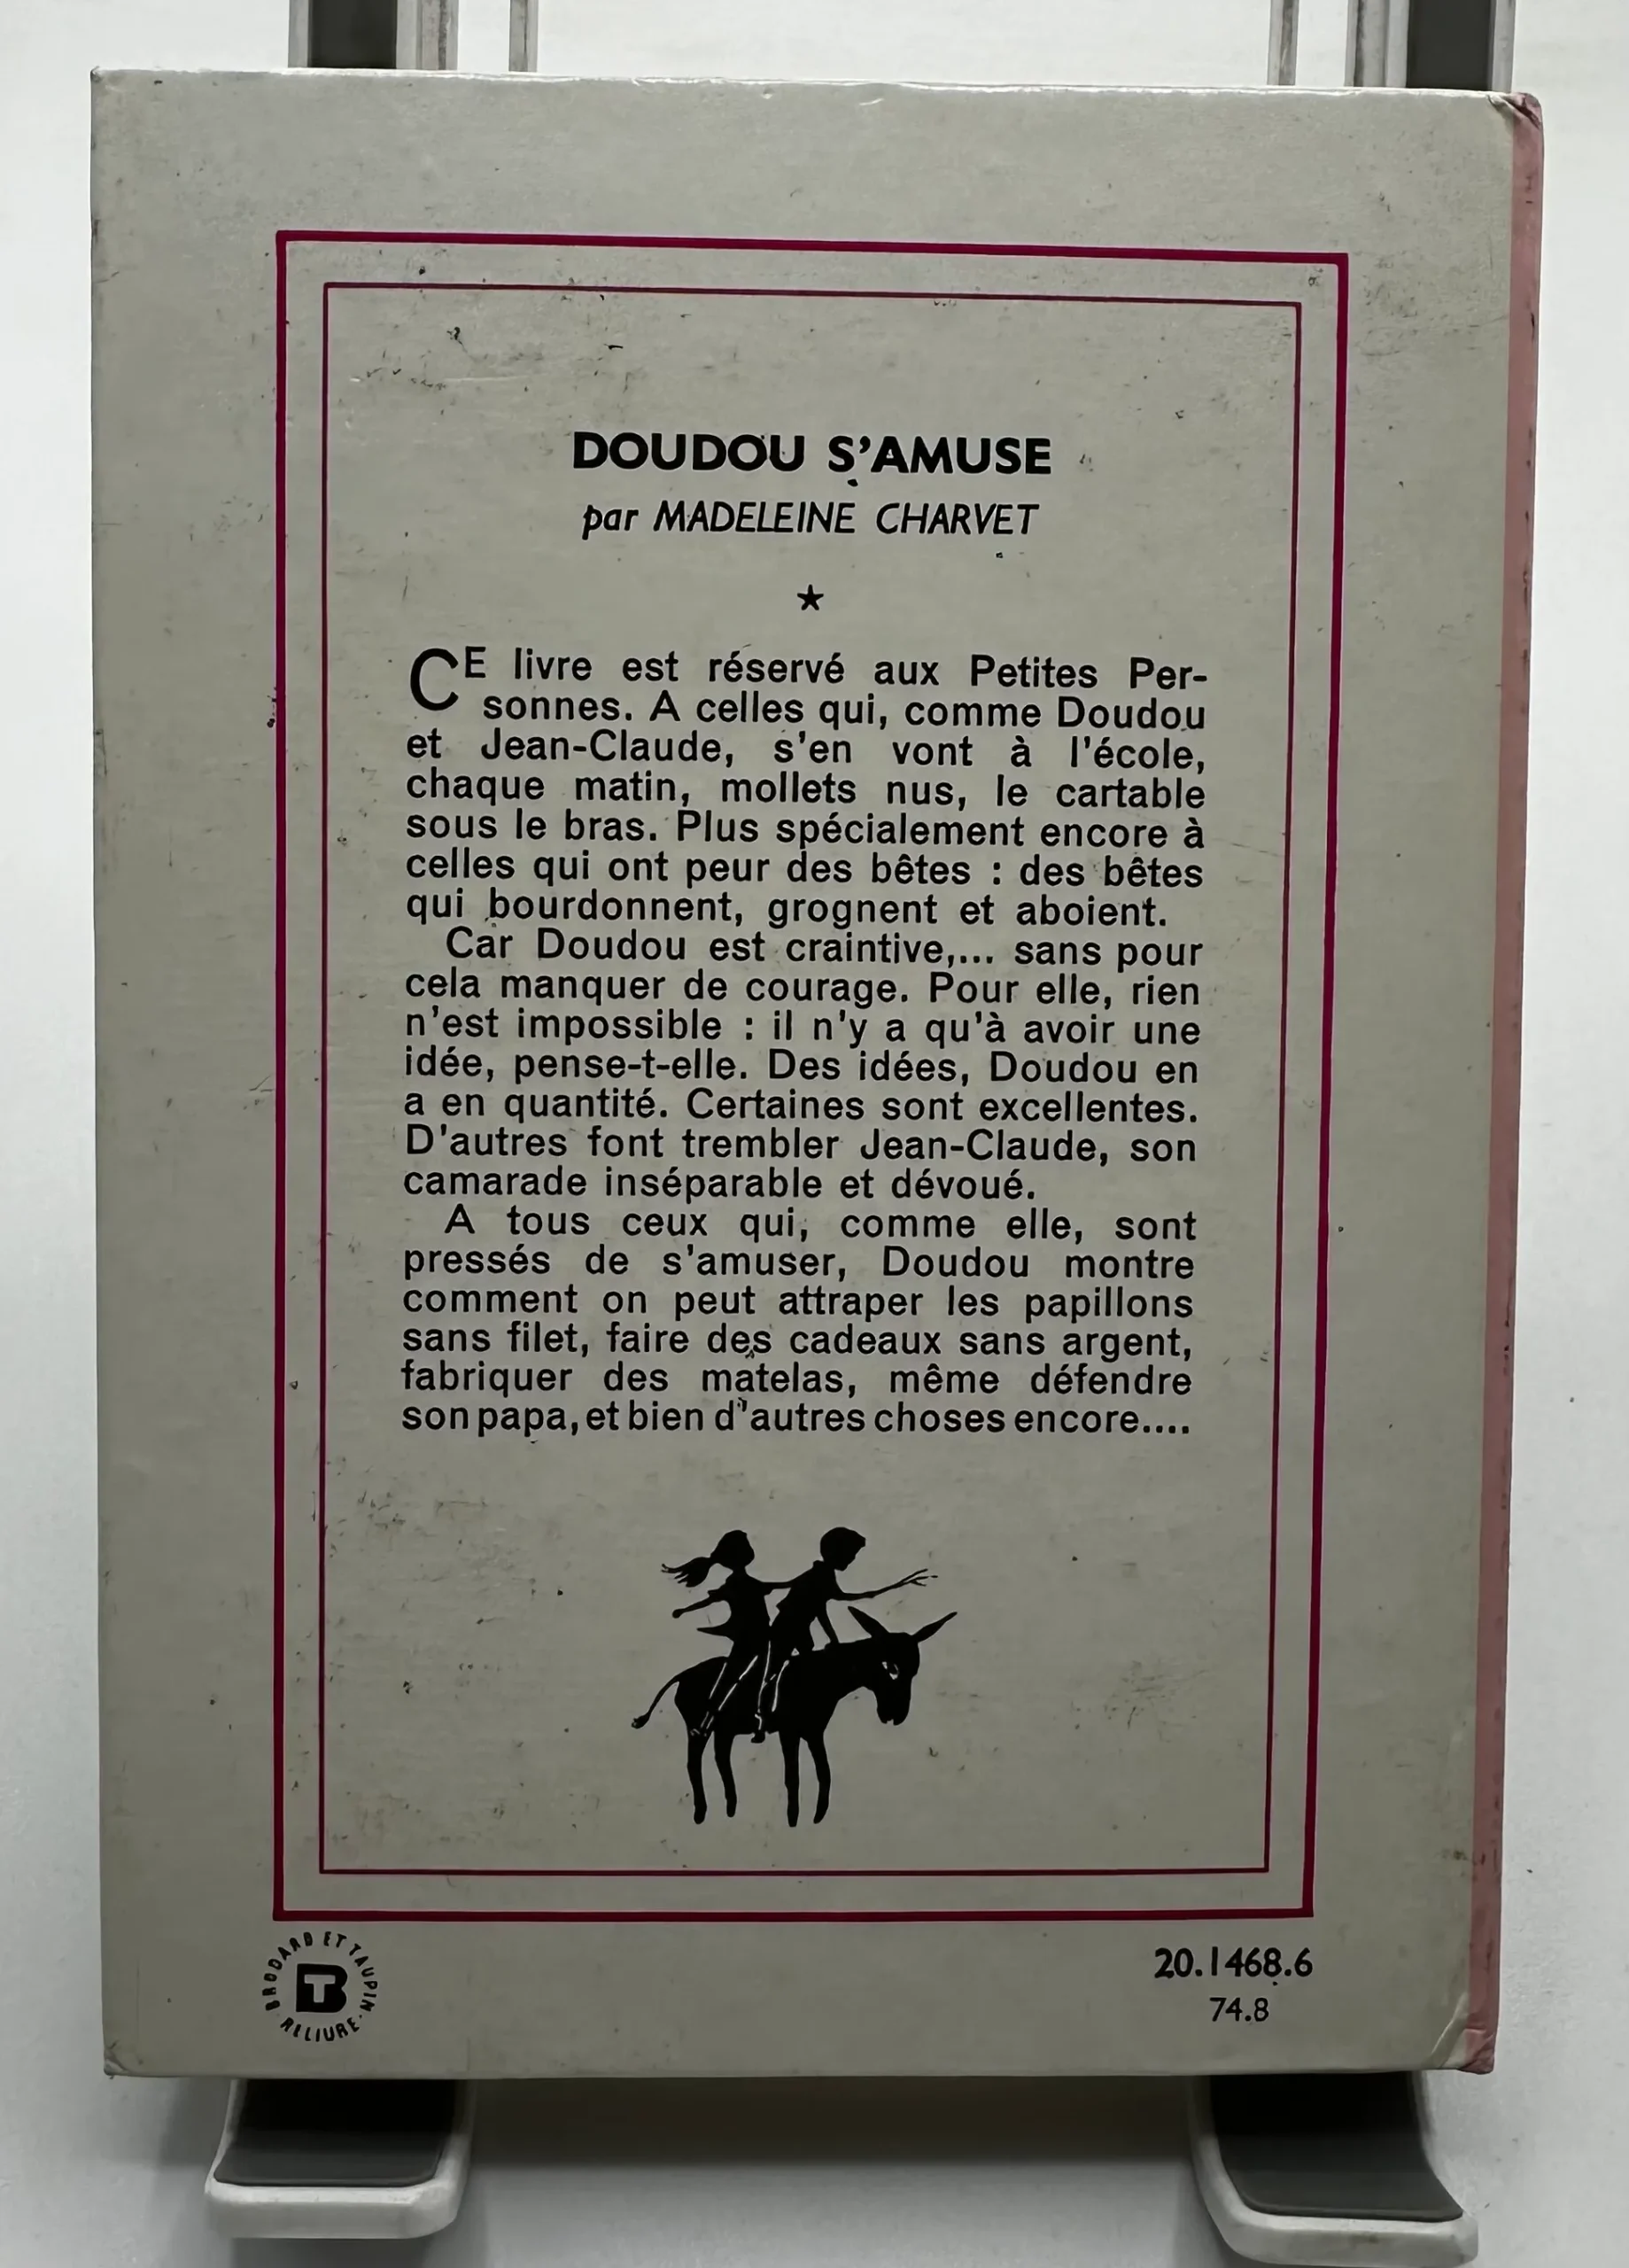 DOUDOU S'AMUSE
par MADELEINE CHARVET
★
CE livre est réservé aux Petites Per-
sonnes. A celles qui, comme Doudou
et Jean-Claude, s'en vont à l'école,
chaque matin, mollets nus, le cartable
sous le bras. Plus spécialement encore à
celles qui ont peur des bêtes : des bêtes
qui bourdonnent, grognent et aboient.
Car Doudou est craintive,... sans pour
cela manquer de courage. Pour elle, rien
n'est impossible : il n'y a qu'à avoir une
idée, pense-t-elle. Des idées, Doudou en
a en quantité. Certaines sont excellentes.
D'autres font trembler Jean-Claude, son
camarade inséparable et dévoué.
A tous ceux qui, comme elle, sont
pressés de s'amuser, Doudou montre
comment on peut attraper les papillons
sans filet, faire des cadeaux sans argent,
fabriquer des matelas, même défendre
son papa, et bien d'autres choses encore....
BRODARD ET TAUPIN
BT
RELIURE
20.1468.6
74.8